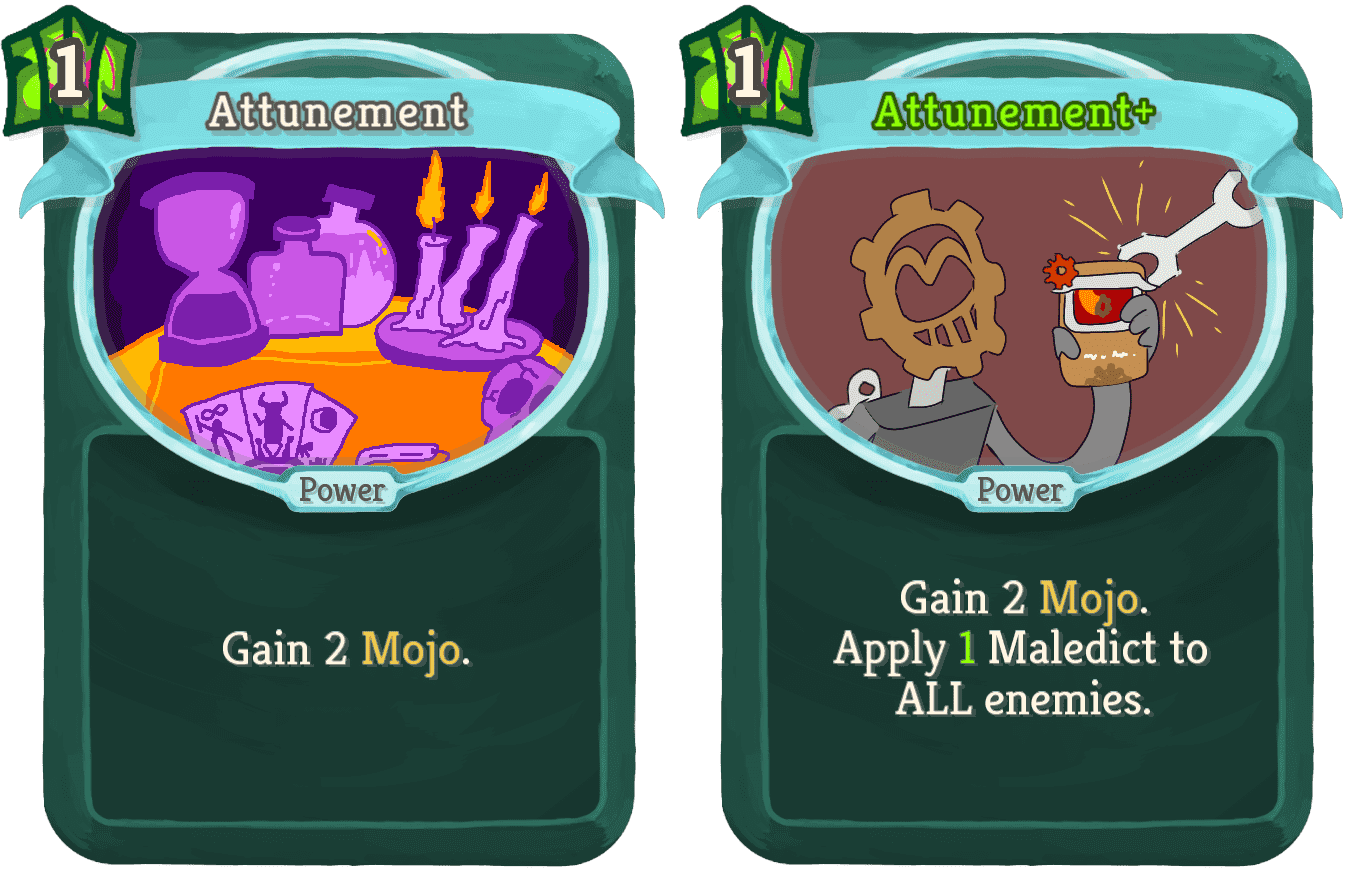 1
Attunement
Power
Gain 2 Mojo.
1
Attunement+
Power
Gain 2 Mojo.
Apply 1 Maledict to
ALL enemies.